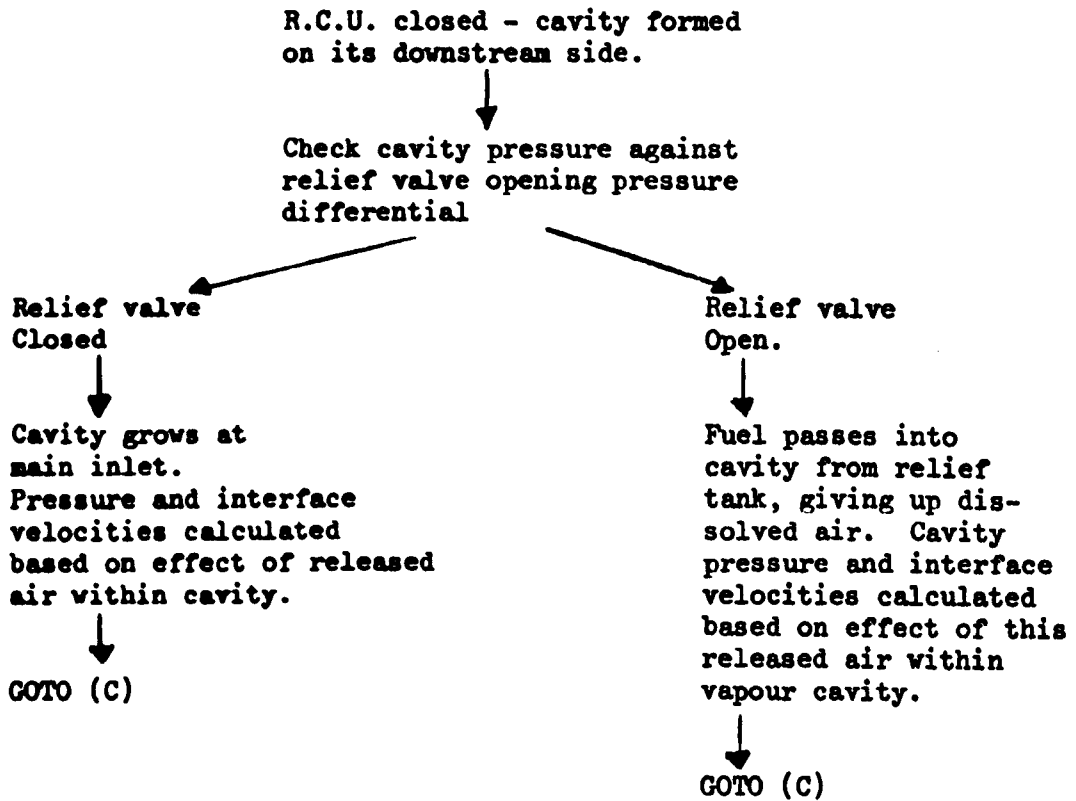 R.C.U. closed - cavity formed
on its downstream side.
Check cavity pressure against
relief valve opening pressure
differential
Relief valve
Closed
Cavity grows at
main inlet.
Pressure and interface
velocities calculated
based on effect of released
air within cavity.
GOTO (C)
Relief valve
Open.
Fuel passes into
cavity from relief
tank, giving up dis-
solved air. Cavity
pressure and interface
velocities calculated
based on effect of this
released air within
vapour cavity.
GOTO (C)